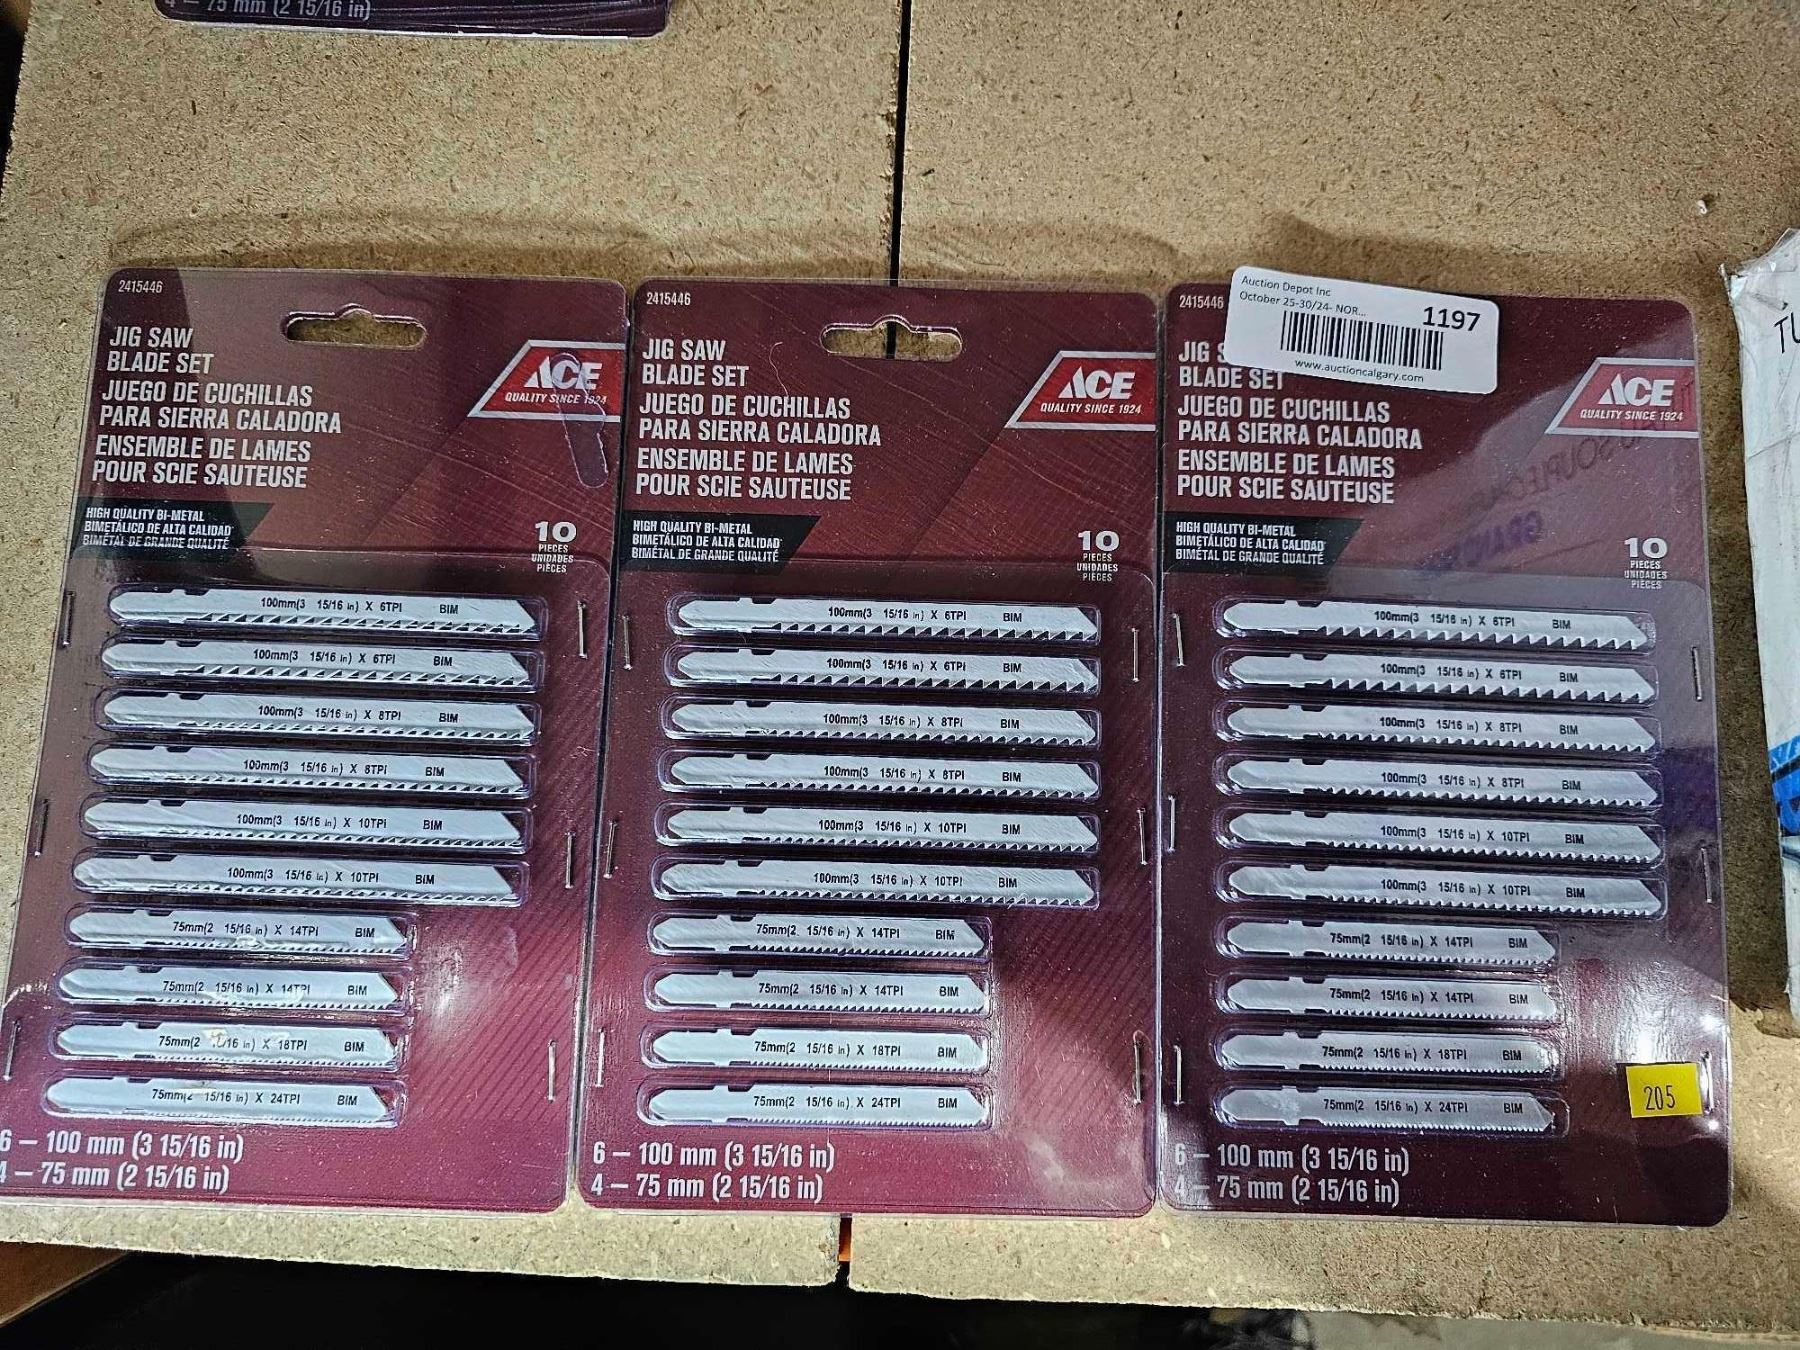 4 – 75 mm (2 15/16 in)
2415446
JIG SAW
BLADE SET
JUEGO DE CUCHILLAS
PARA SIERRA CALADORA
ENSEMBLE DE LAMES
POUR SCIE SAUTEUSE
ACE
QUALITY SINCE 1924
HIGH QUALITY BI-METAL
BIMETÁLICO DE ALTA CALIDAD
BIMÉTAL DE GRANDE QUALITÉ
10
PIECES
UNIDADES
PIÈCES
100mm(3 15/16 in) X 6TPI BIM
100mm(3 15/16 in) X 6TPI BIM
100mm(3 15/16 in) X 8TPI BIM
100mm(3 15/16 in) X 8TPI BIM
100mm(3 15/16 in) X 10TPI BIM
100mm(3 15/16 in) X 10TPI BIM
75mm(2 15/16 in) X 14TPI BIM
75mm(2 15/16 in) X 14TPI BIM
75mm(2 15/16 in) X 18TPI BIM
75mm(2 15/16 in) X 24TPI BIM
6 – 100 mm (3 15/16 in)
4 – 75 mm (2 15/16 in)
2415446
JIG SAW
BLADE SET
JUEGO DE CUCHILLAS
PARA SIERRA CALADORA
ENSEMBLE DE LAMES
POUR SCIE SAUTEUSE
ACE
QUALITY SINCE 1924
HIGH QUALITY BI-METAL
BIMETÁLICO DE ALTA CALIDAD
BIMÉTAL DE GRANDE QUALITÉ
10
PIECES
UNIDADES
PIÈCES
100mm(3 15/16 in) X 6TPI BIM
100mm(3 15/16 in) X 6TPI BIM
100mm(3 15/16 in) X 8TPI BIM
100mm(3 15/16 in) X 8TPI BIM
100mm(3 15/16 in) X 10TPI BIM
100mm(3 15/16 in) X 10TPI BIM
75mm(2 15/16 in) X 14TPI BIM
75mm(2 15/16 in) X 14TPI BIM
75mm(2 15/16 in) X 18TPI BIM
75mm(2 15/16 in) X 24TPI BIM
6 – 100 mm (3 15/16 in)
4 – 75 mm (2 15/16 in)
2415446
Auction Depot Inc
October 25-30/24- NOR...
1197
www.auctioncalgary.com
JIG S
BLADE SET
JUEGO DE CUCHILLAS
PARA SIERRA CALADORA
ENSEMBLE DE LAMES
POUR SCIE SAUTEUSE
ACE
QUALITY SINCE 1924
HIGH QUALITY BI-METAL
BIMETÁLICO DE ALTA CALIDAD
BIMÉTAL DE GRANDE QUALITÉ
10
PIECES
UNIDADES
PIÈCES
100mm(3 15/16 in) X 6TPI BIM
100mm(3 15/16 in) X 6TPI BIM
100mm(3 15/16 in) X 8TPI BIM
100mm(3 15/16 in) X 8TPI BIM
100mm(3 15/16 in) X 10TPI BIM
100mm(3 15/16 in) X 10TPI BIM
75mm(2 15/16 in) X 14TPI BIM
75mm(2 15/16 in) X 14TPI BIM
75mm(2 15/16 in) X 18TPI BIM
75mm(2 15/16 in) X 24TPI BIM
205
6 – 100 mm (3 15/16 in)
4 – 75 mm (2 15/16 in)